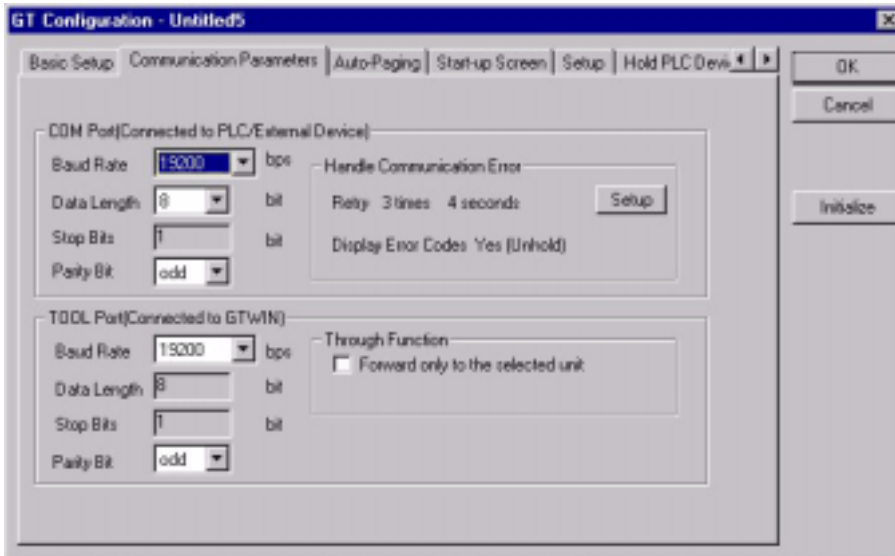 GT Configuration - Untitled5
Basic Setup Communication Parameters Auto-Paging Start-up Screen Setup Hold PLC Devi
OK
Cancel
Initialize
COM Port(Connected to PLC/External Device)
Baud Rate 19200 bps
Data Length 8 bit
Stop Bits 1 bit
Parity Bit odd
Handle Communication Error
Retry 3 times 4 seconds Setup
Display Error Codes Yes (Unhold)
TOOL Port(Connected to GTWIN)
Baud Rate 19200 bps
Data Length 8 bit
Stop Bits 1 bit
Parity Bit odd
Through Function
Forward only to the selected unit